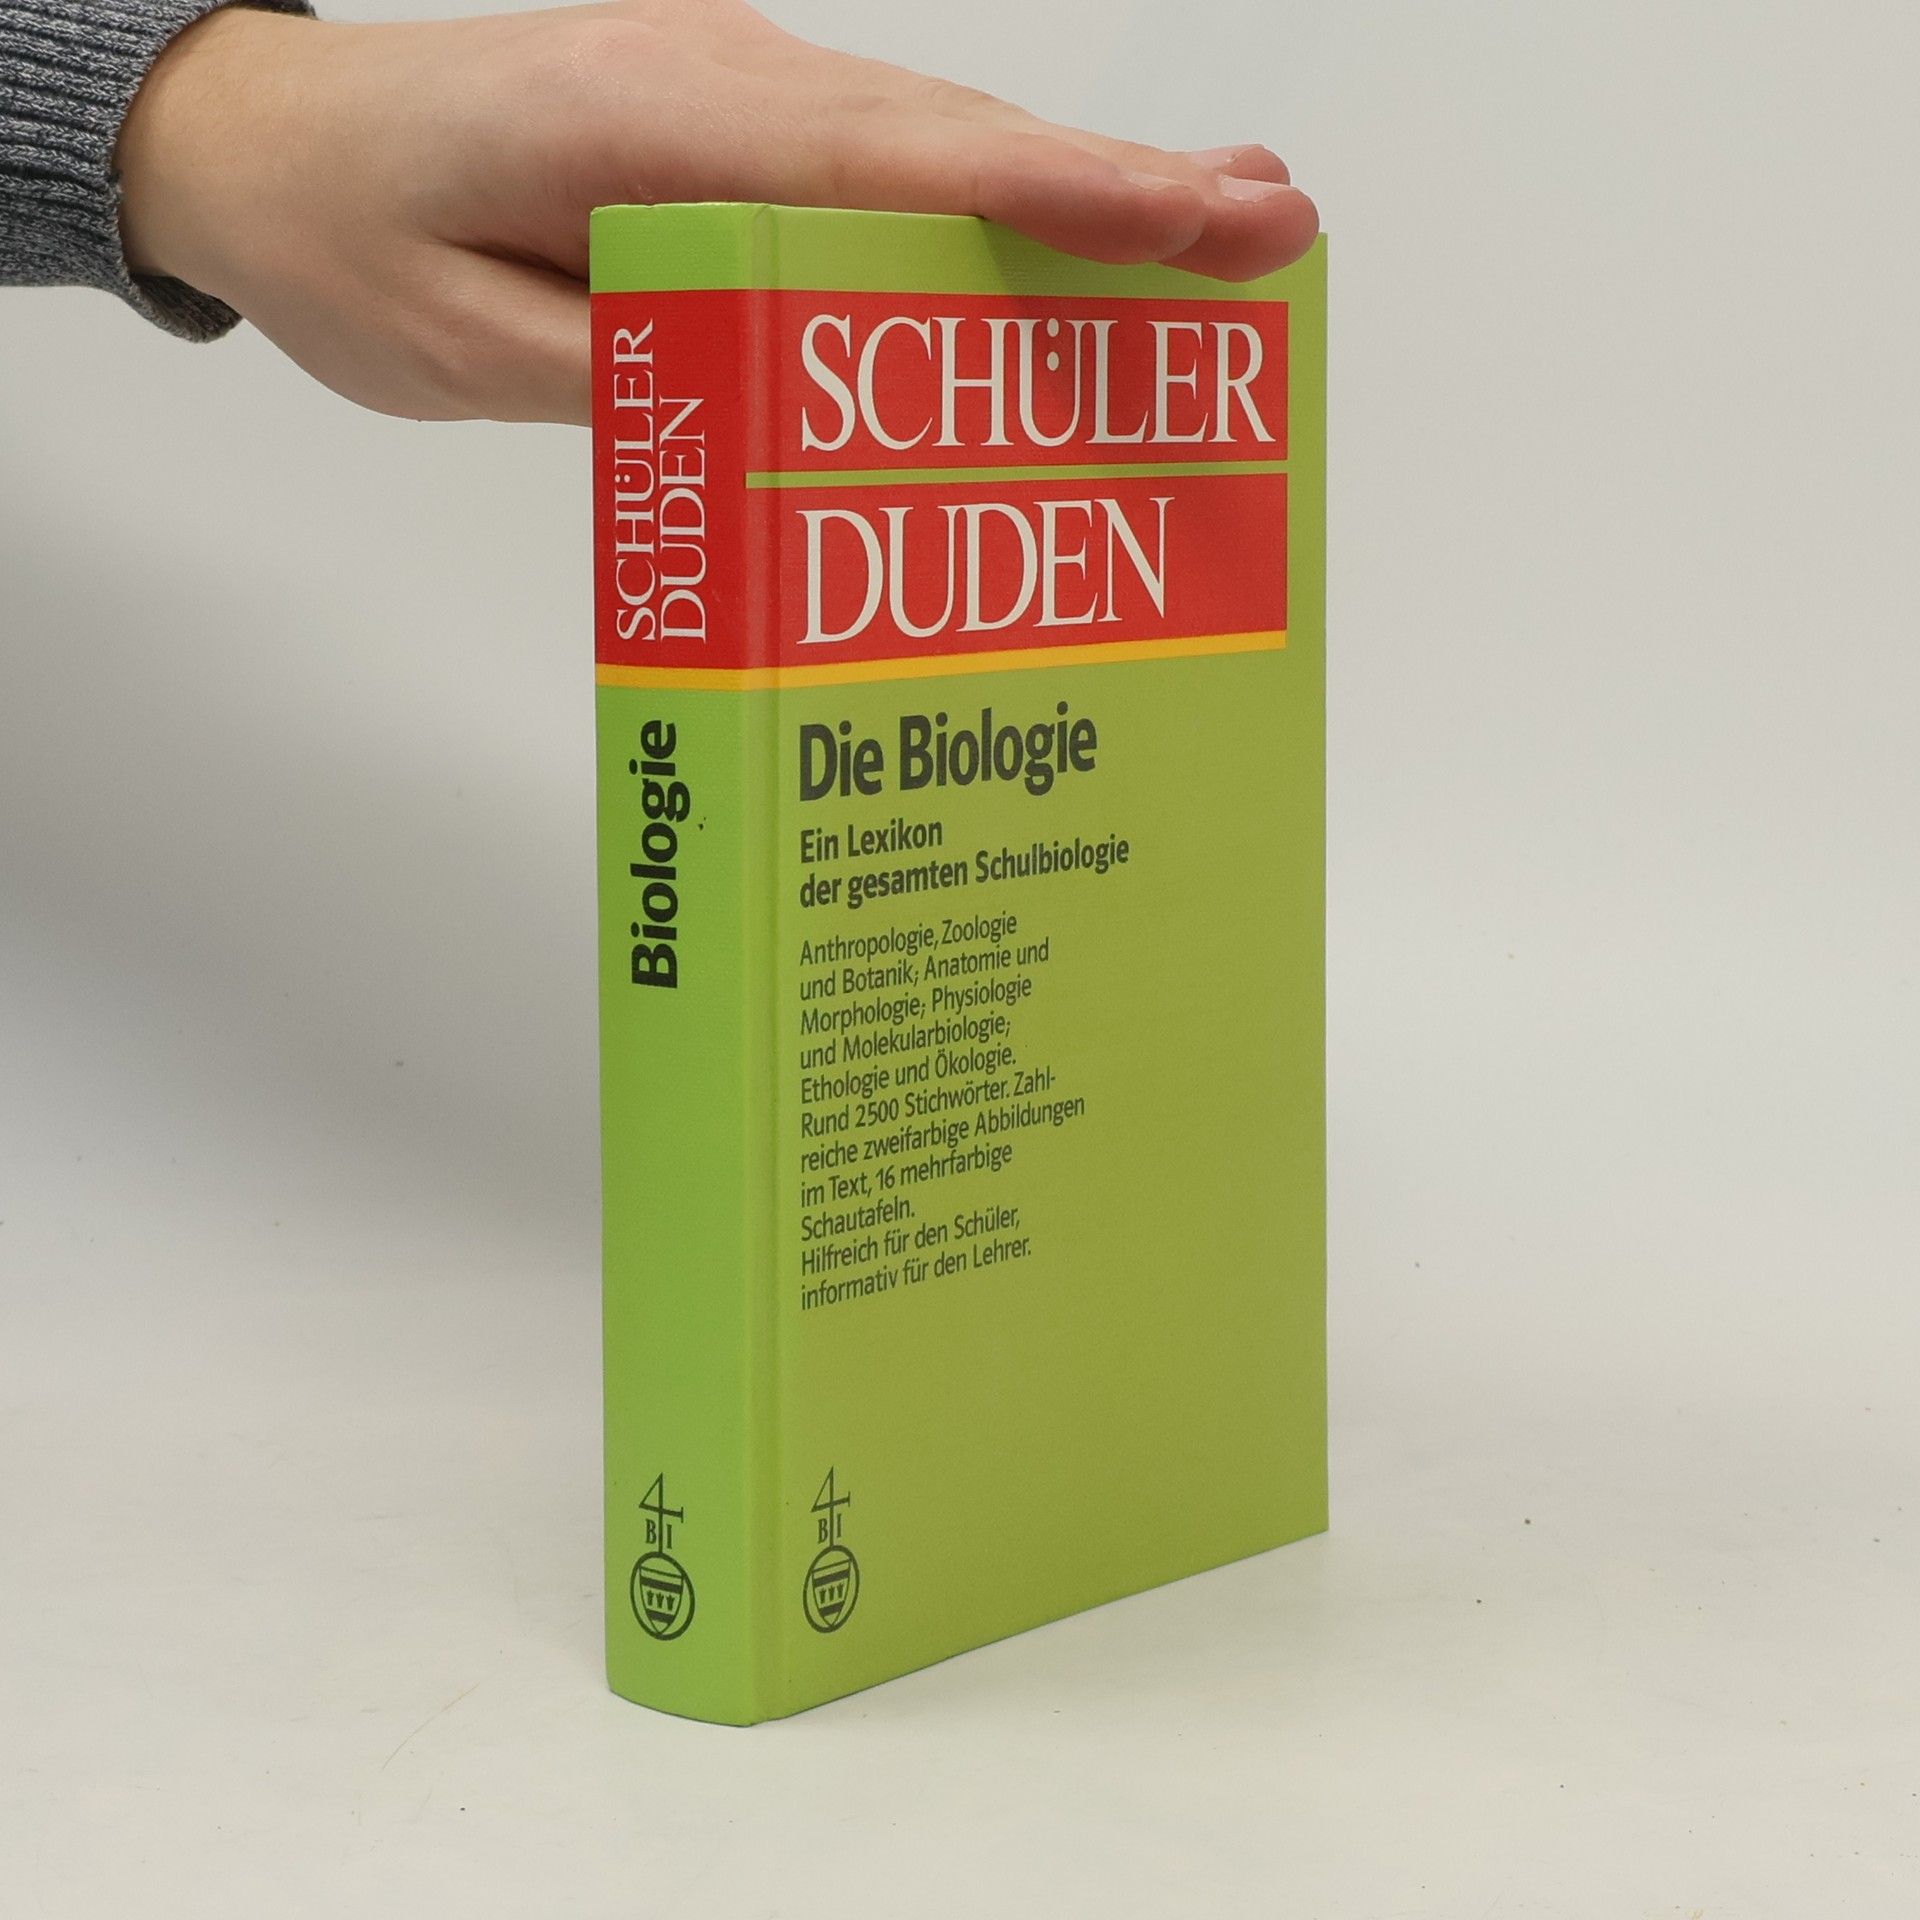 SCHÜLER
DUDEN
Biologie
4
B I
SCHÜLER
DUDEN
Die Biologie
Ein Lexikon
der gesamten Schulbiologie
Anthropologie, Zoologie
und Botanik; Anatomie und
Morphologie; Physiologie
und Molekularbiologie;
Ethologie und Ökologie.
Rund 2500 Stichwörter. Zahl-
reiche zweifarbige Abbildungen
im Text, 16 mehrfarbige
Schautafeln.
Hilfreich für den Schüler,
informativ für den Lehrer.
4
B I